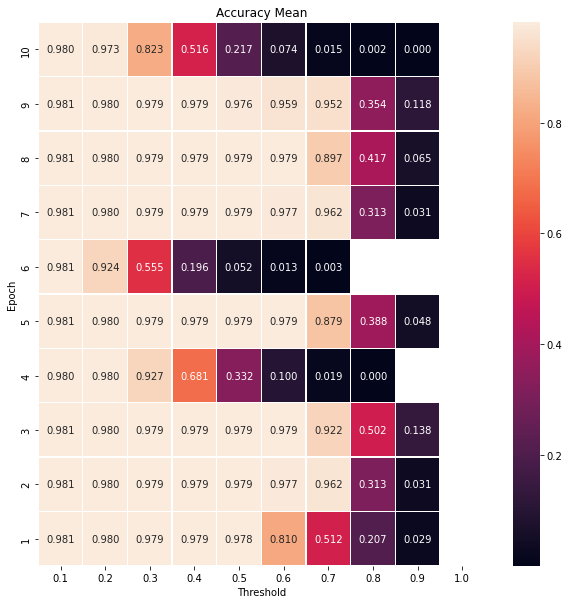 Accuracy Mean
Epoch
10 0.980 0.973 0.823 0.516 0.217 0.074 0.015 0.002 0.000
9 0.981 0.980 0.979 0.979 0.976 0.959 0.952 0.354 0.118
8 0.981 0.980 0.979 0.979 0.979 0.979 0.897 0.417 0.065
7 0.981 0.980 0.979 0.979 0.979 0.977 0.962 0.313 0.031
6 0.981 0.924 0.555 0.196 0.052 0.013 0.003
5 0.981 0.980 0.979 0.979 0.979 0.979 0.879 0.388 0.048
4 0.980 0.980 0.927 0.681 0.332 0.100 0.019 0.000
3 0.981 0.980 0.979 0.979 0.979 0.979 0.922 0.502 0.138
2 0.981 0.980 0.979 0.979 0.979 0.977 0.962 0.313 0.031
1 0.981 0.980 0.979 0.979 0.978 0.810 0.512 0.207 0.029
0.1 0.2 0.3 0.4 0.5 0.6 0.7 0.8 0.9 1.0
Threshold
0.8
0.6
0.4
0.2